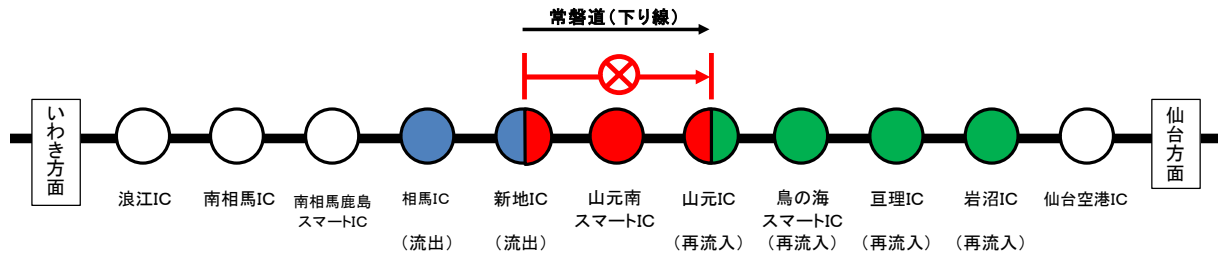 常磐道(下り線)
いわき方面
仙台方面
浪江IC
南相馬IC
南相馬鹿島
スマートIC
相馬IC
(流出)
新地IC
(流出)
山元南
スマートIC
山元IC
(再流入)
鳥の海
スマートIC
(再流入)
亘理IC
(再流入)
岩沼IC
(再流入)
仙台空港IC